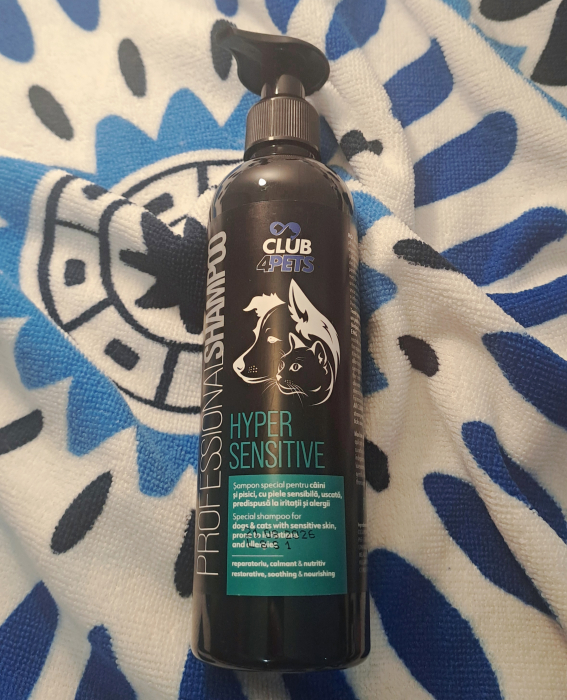 CLUB
4PETS
PROFESSIONAL SHAMPOO
HYPER
SENSITIVE
Șampon special pentru câini
și pisici, cu piele sensibilă, uscată,
predispusă la iritații și alergii
Special shampoo for
dogs & cats with sensitive skin,
and allergies
reparatoriu, calmant & nutritiv
restorative, soothing & nourishing